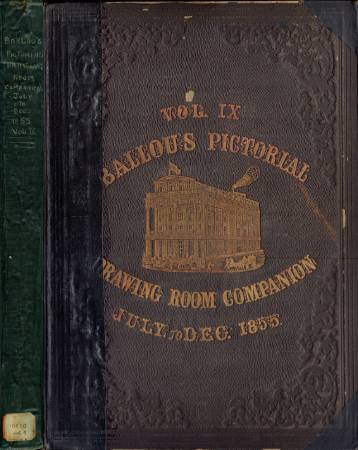 BALLOU'S
PICTORIAL
DRAWING
ROOM
COMPANION
JULY
TO
DEC
1855
VOL IX
VOL. IX
BALLOU'S PICTORIAL
DRAWING ROOM COMPANION
JULY TO DEC. 1855.